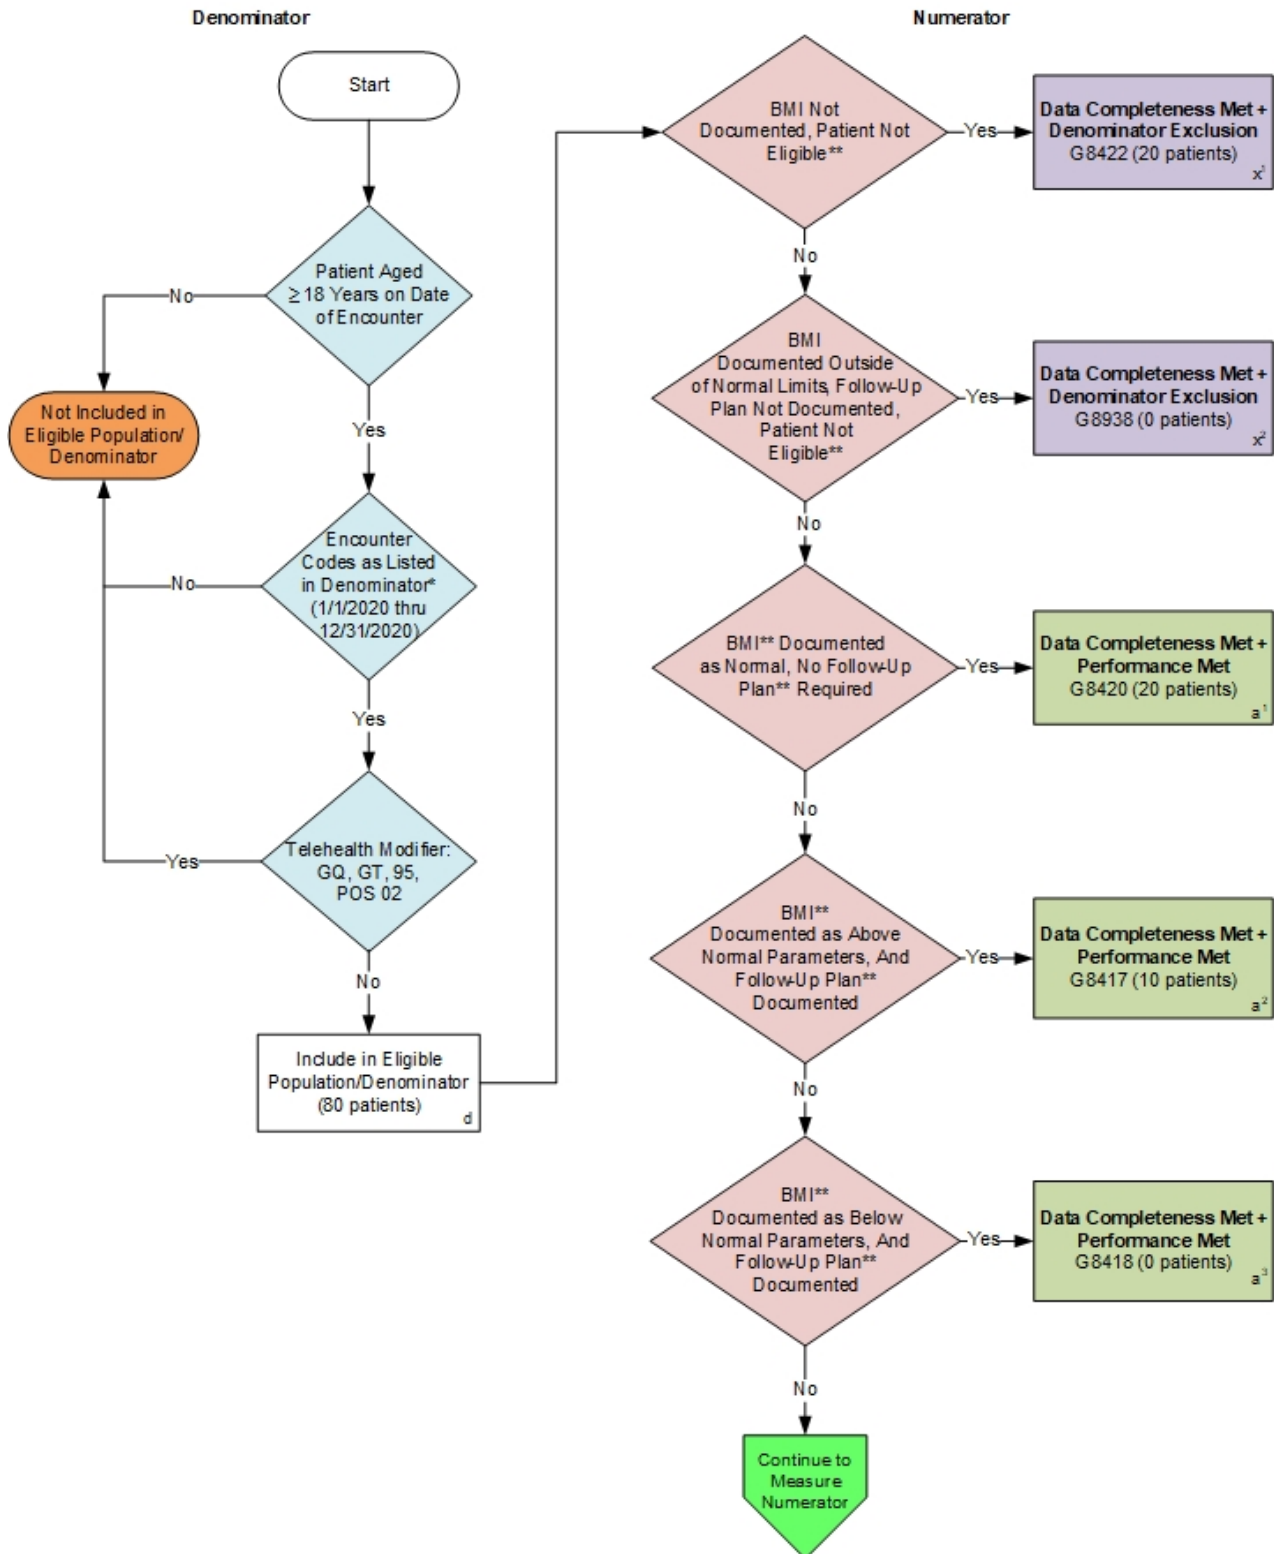 Denominator
Start
Patient Aged
≥ 18 Years on Date
of Encounter
No
Not Included in
Eligible Population/
Denominator
Yes
Encounter
Codes as Listed
in Denominator*
(1/1/2020 thru
12/31/2020)
No
Yes
Telehealth Modifier:
GQ, GT, 95,
POS 02
Yes
No
Include in Eligible
Population/Denominator
(80 patients)
d
Numerator
BMI Not
Documented, Patient Not
Eligible**
Yes
Data Completeness Met +
Denominator Exclusion
G8422 (20 patients)
x¹
No
BMI
Documented Outside
of Normal Limits, Follow-Up
Plan Not Documented,
Patient Not
Eligible**
Yes
Data Completeness Met +
Denominator Exclusion
G8938 (0 patients)
x²
No
BMI** Documented
as Normal, No Follow-Up
Plan** Required
Yes
Data Completeness Met +
Performance Met
G8420 (20 patients)
a¹
No
BMI**
Documented as Above
Normal Parameters, And
Follow-Up Plan**
Documented
Yes
Data Completeness Met +
Performance Met
G8417 (10 patients)
a²
No
BMI**
Documented as Below
Normal Parameters, And
Follow-Up Plan**
Documented
Yes
Data Completeness Met +
Performance Met
G8418 (0 patients)
a³
No
Continue to
Measure
Numerator